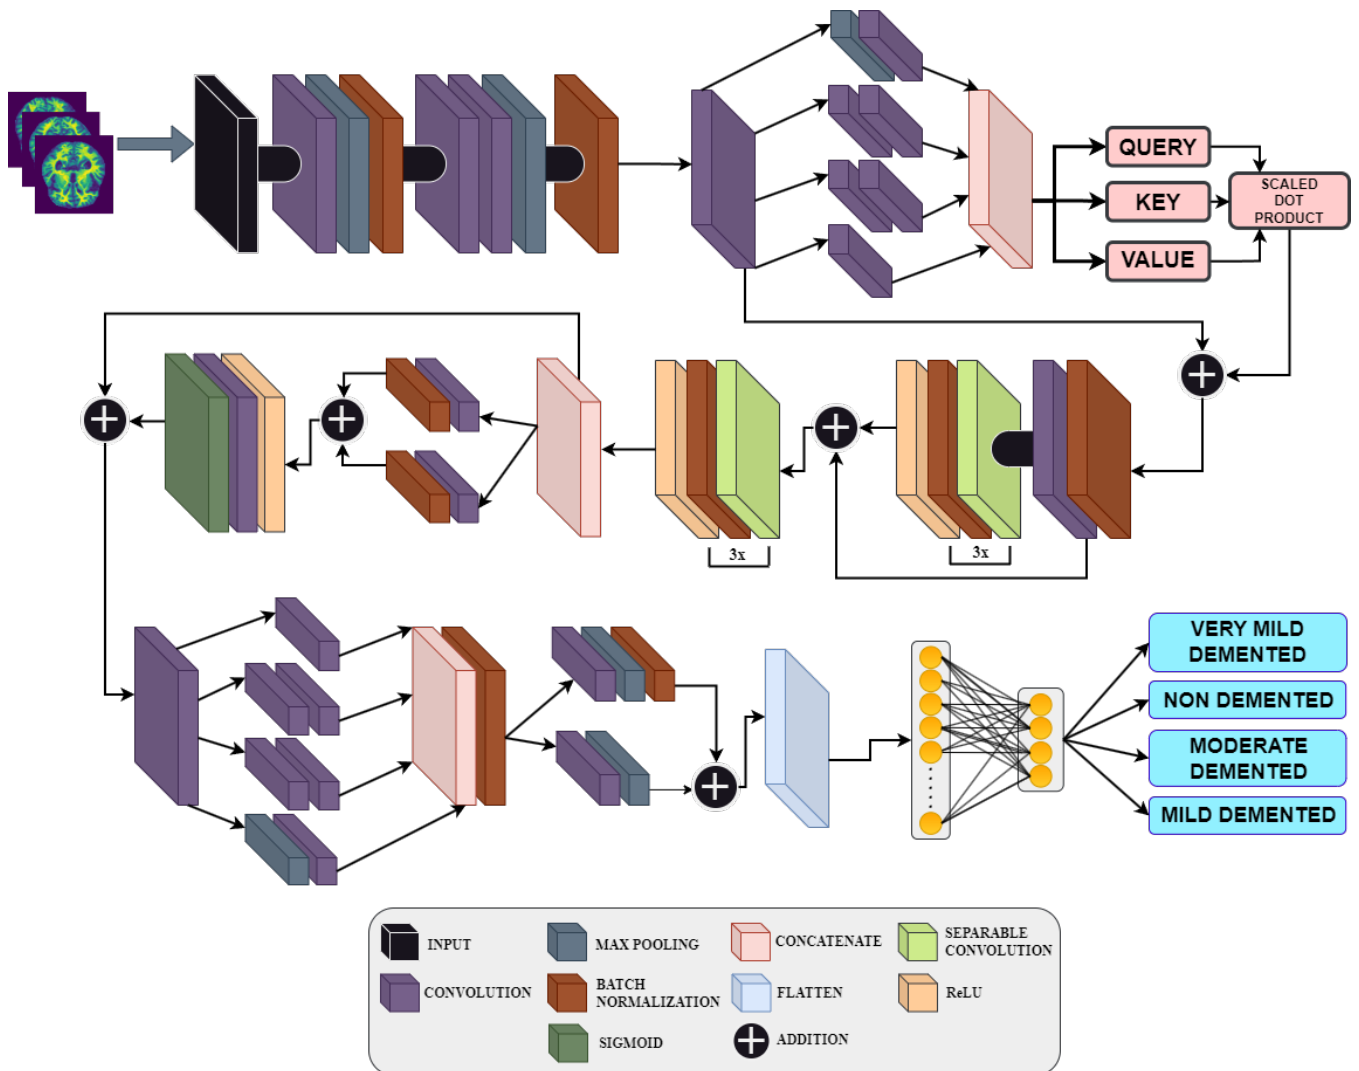 QUERY
KEY
VALUE
SCALED
DOT
PRODUCT
3x
3x
VERY MILD
DEMENTED
NON DEMENTED
MODERATE
DEMENTED
MILD DEMENTED
INPUT
MAX POOLING
CONCATENATE
SEPARABLE
CONVOLUTION
CONVOLUTION
BATCH
NORMALIZATION
FLATTEN
ReLU
SIGMOID
ADDITION